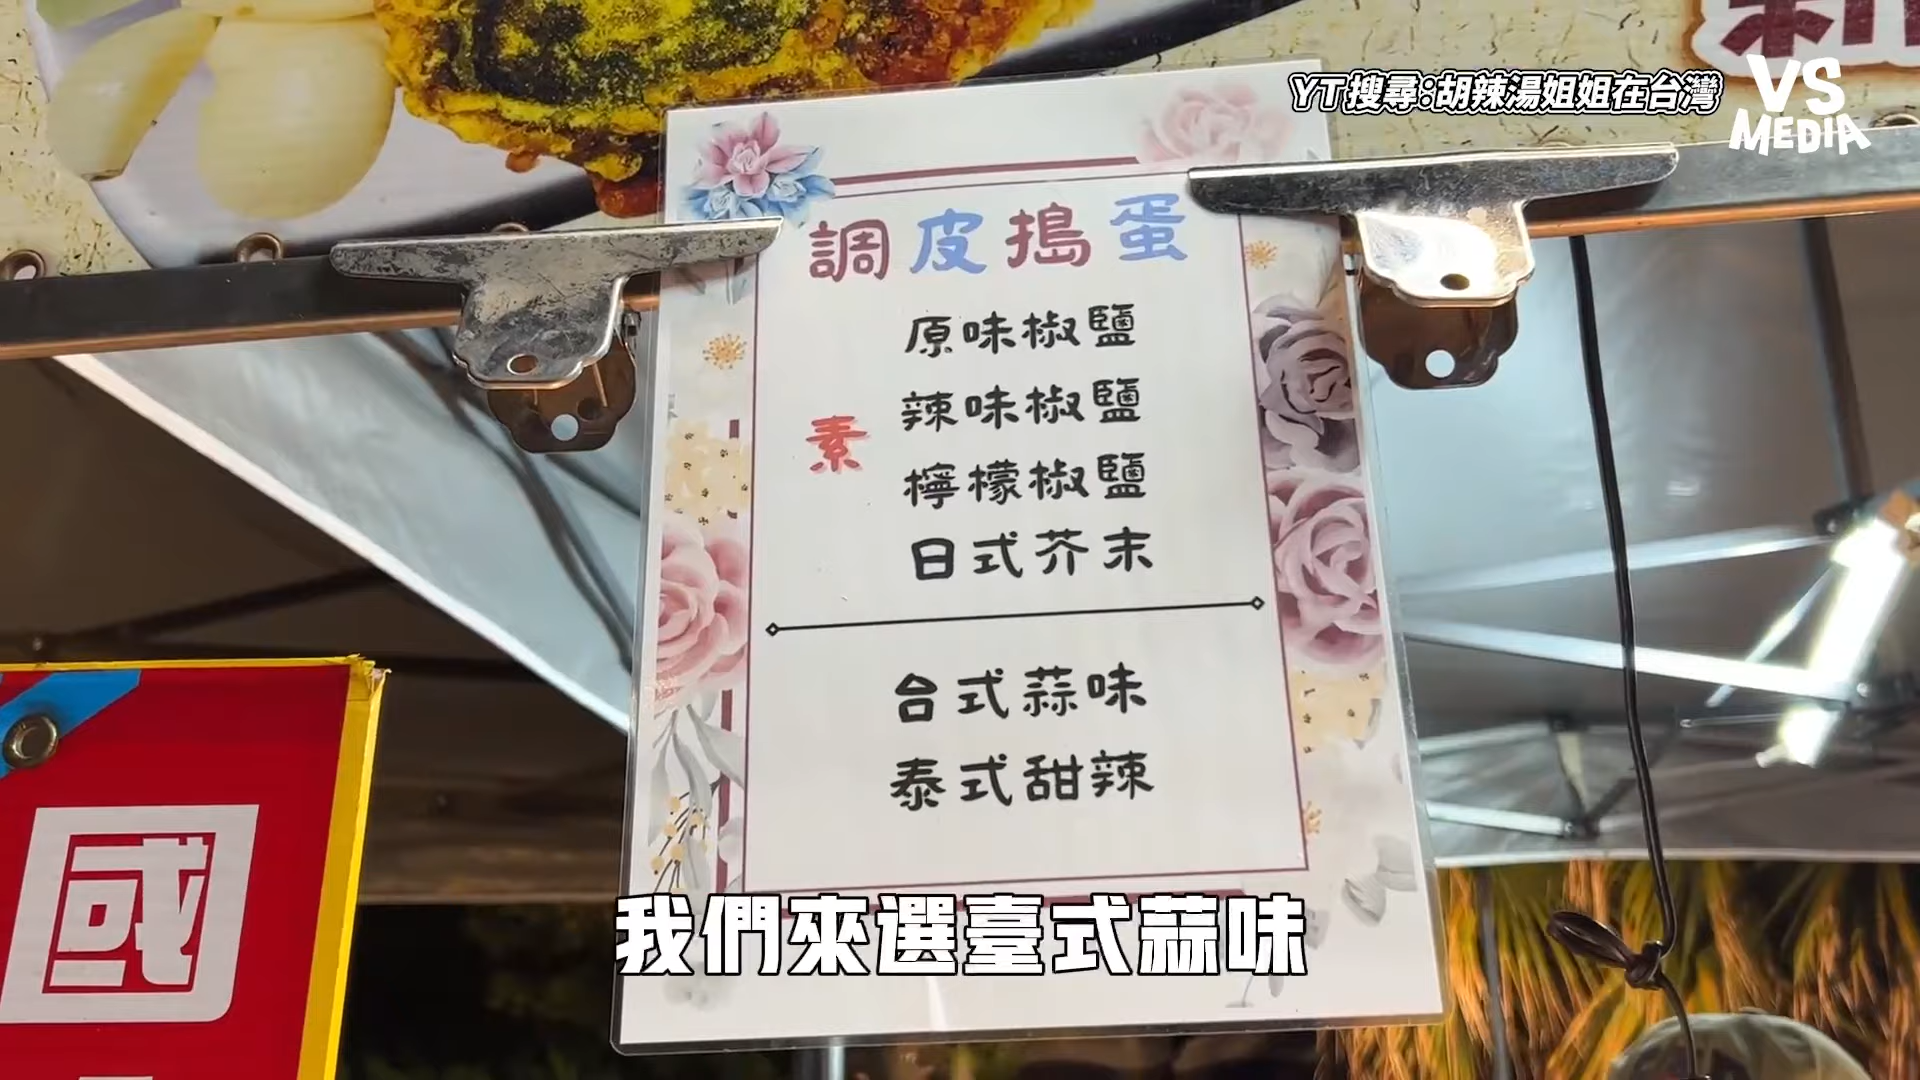 YT搜尋:胡辣湯姐姐在台灣
VS
MEDIA
調皮搗蛋
原味椒鹽
辣味椒鹽
素
檸檬椒鹽
日式芥末
台式蒜味
泰式甜辣
國
我們來選臺式蒜味